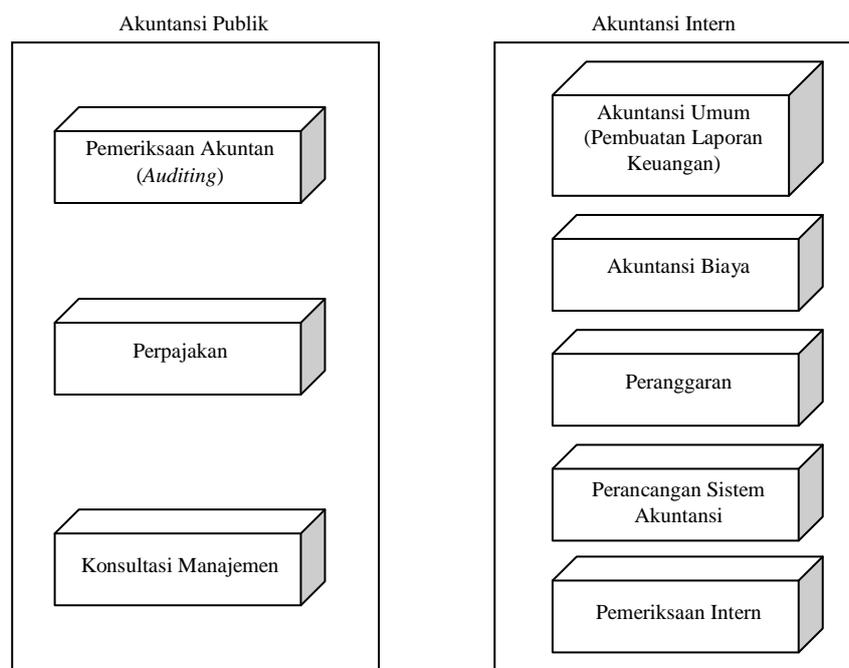 Akuntansi Publik
Pemeriksaan Akuntan
(Auditing)
Perpajakan
Konsultasi Manajemen
Akuntansi Intern
Akuntansi Umum
(Pembuatan Laporan
Keuangan)
Akuntansi Biaya
Peranggaran
Perancangan Sistem
Akuntansi
Pemeriksaan Intern